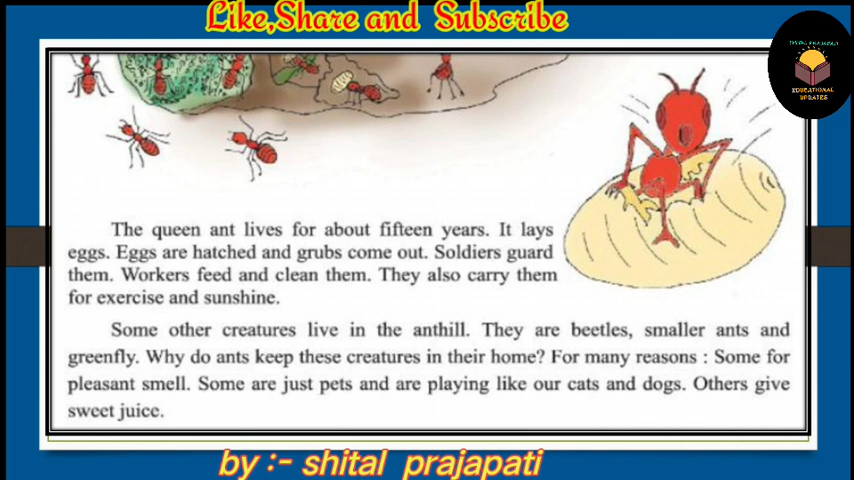 Like,Share and Subscribe
EDUCATIONAL
UPDATES
The queen ant lives for about fifteen years. It lays
eggs. Eggs are hatched and grubs come out. Soldiers guard
them. Workers feed and clean them. They also carry them
for exercise and sunshine.
Some other creatures live in the anthill. They are beetles, smaller ants and
greenfly. Why do ants keep these creatures in their home? For many reasons : Some for
pleasant smell. Some are just pets and are playing like our cats and dogs. Others give
sweet juice.
by :- shital prajapati